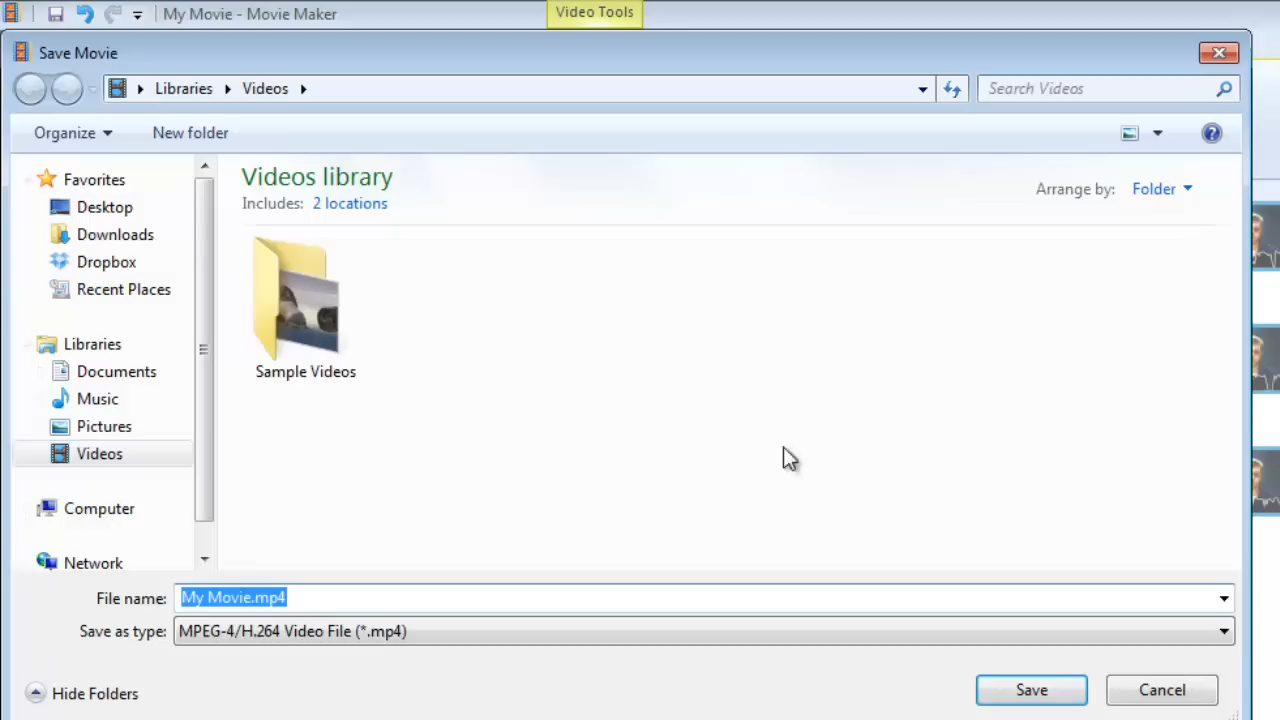 My Movie - Movie Maker
Video Tools
Save Movie
Libraries Videos
Search Videos
Organize New folder
Favorites
Desktop
Downloads
Dropbox
Recent Places
Libraries
Documents
Music
Pictures
Videos
Computer
Network
Videos library
Includes: 2 locations
Arrange by: Folder
Sample Videos
File name: My Movie.mp4
Save as type: MPEG-4/H.264 Video File (*.mp4)
Hide Folders
Save
Cancel